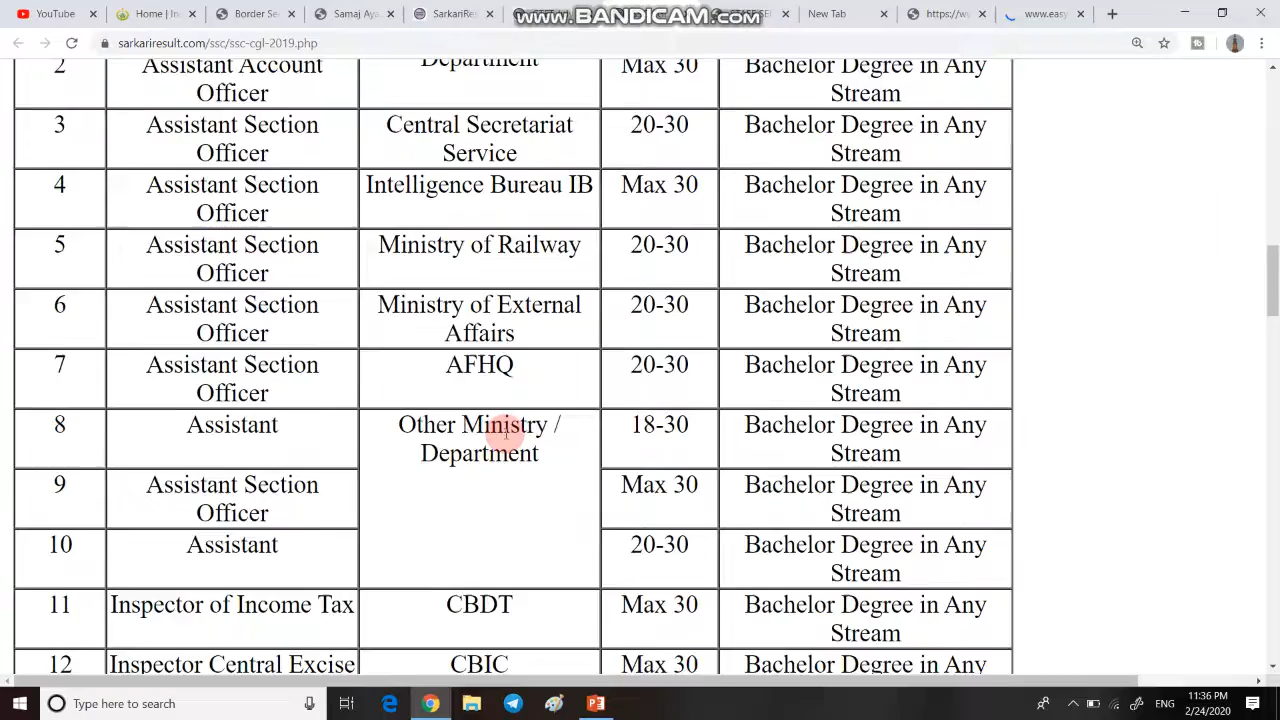 YouTube
Home | In
Border Se
Samaj Ay
SarkariRes
New Tab
https://w
www.easy
www.BANDICAM.com
sarkariresult.com/ssc/ssc-cgl-2019.php
2 Assistant Account Officer Department Max 30 Bachelor Degree in Any Stream
3 Assistant Section Officer Central Secretariat Service 20-30 Bachelor Degree in Any Stream
4 Assistant Section Officer Intelligence Bureau IB Max 30 Bachelor Degree in Any Stream
5 Assistant Section Officer Ministry of Railway 20-30 Bachelor Degree in Any Stream
6 Assistant Section Officer Ministry of External Affairs 20-30 Bachelor Degree in Any Stream
7 Assistant Section Officer AFHQ 20-30 Bachelor Degree in Any Stream
8 Assistant Other Ministry / Department 18-30 Bachelor Degree in Any Stream
9 Assistant Section Officer Max 30 Bachelor Degree in Any Stream
10 Assistant 20-30 Bachelor Degree in Any Stream
11 Inspector of Income Tax CBDT Max 30 Bachelor Degree in Any Stream
12 Inspector Central Excise CBIC Max 30 Bachelor Degree in Any
Type here to search
ENG
11:36 PM
2/24/2020